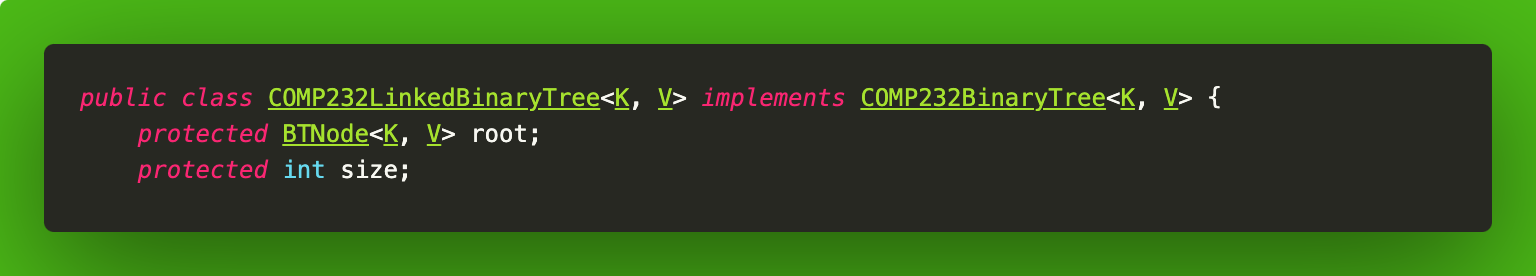 public class COMP232LinkedBinaryTree<K, V> implements COMP232BinaryTree<K, V> {
    protected BTNode<K, V> root;
    protected int size;